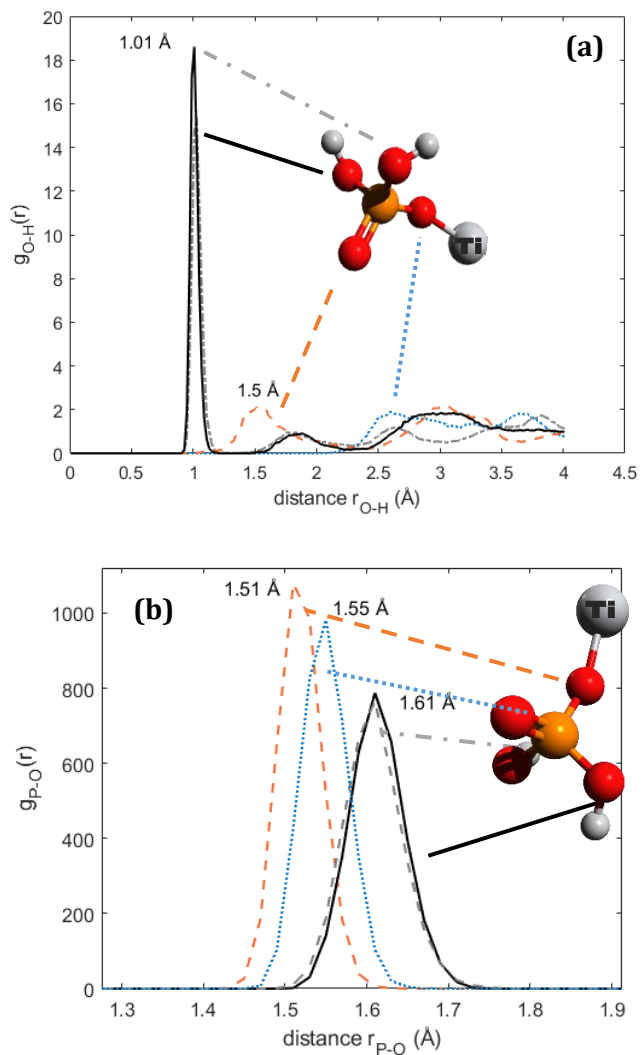 20
18
16
14
12
10
8
6
4
2
0
g_O-H(r)
1.01 Å
(a)
Ti
1.5 Å
0 0.5 1 1.5 2 2.5 3 3.5 4 4.5
distance r_O-H (Å)
1000
800
600
400
200
0
g_P-O(r)
(b)
1.51 Å
1.55 Å
1.61 Å
Ti
1.3 1.4 1.5 1.6 1.7 1.8 1.9
distance r_P-O (Å)